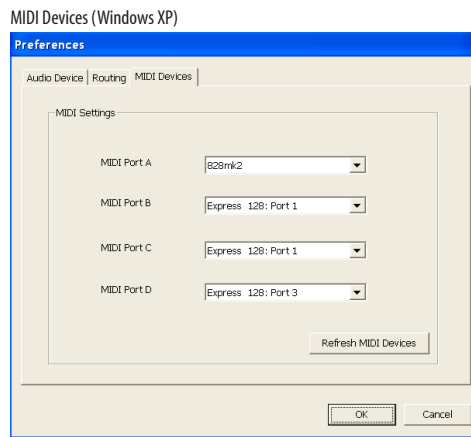 MIDI Devices (Windows XP)
Preferences
Audio Device Routing MIDI Devices
MIDI Settings
MIDI Port A 828mk2
MIDI Port B Express 128: Port 1
MIDI Port C Express 128: Port 1
MIDI Port D Express 128: Port 3
Refresh MIDI Devices
OK Cancel